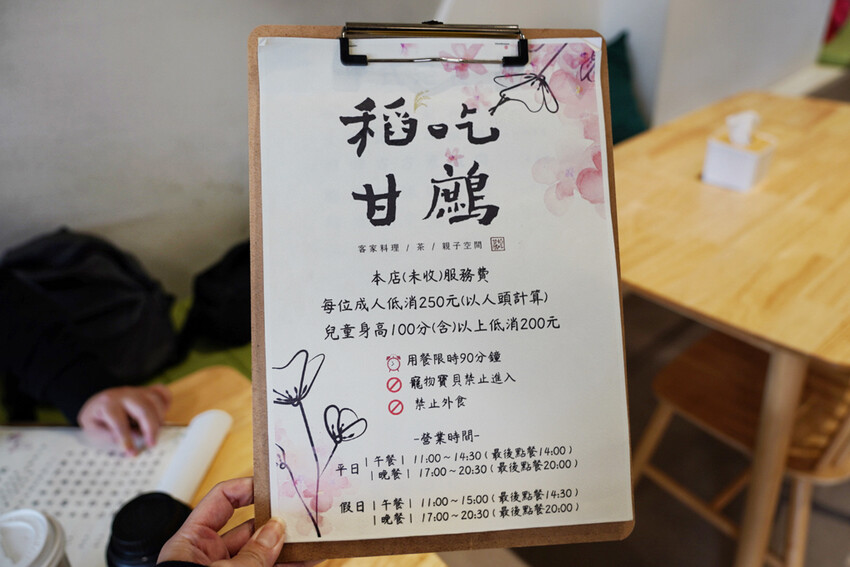 稻吃
甘鷓
客家料理 / 茶 / 親子空間
本店(未收)服務費
每位成人低消250元(以人頭計算)
兒童身高100分(含)以上低消200元
用餐限時90分鐘
寵物寶貝禁止進入
禁止外食
-營業時間-
平日 | 午餐 | 11:00~14:30(最後點餐14:00)
| 晚餐 | 17:00~20:30(最後點餐20:00)
假日 | 午餐 | 11:00~15:00(最後點餐14:30)
| 晚餐 | 17:00~20:30(最後點餐20:00)